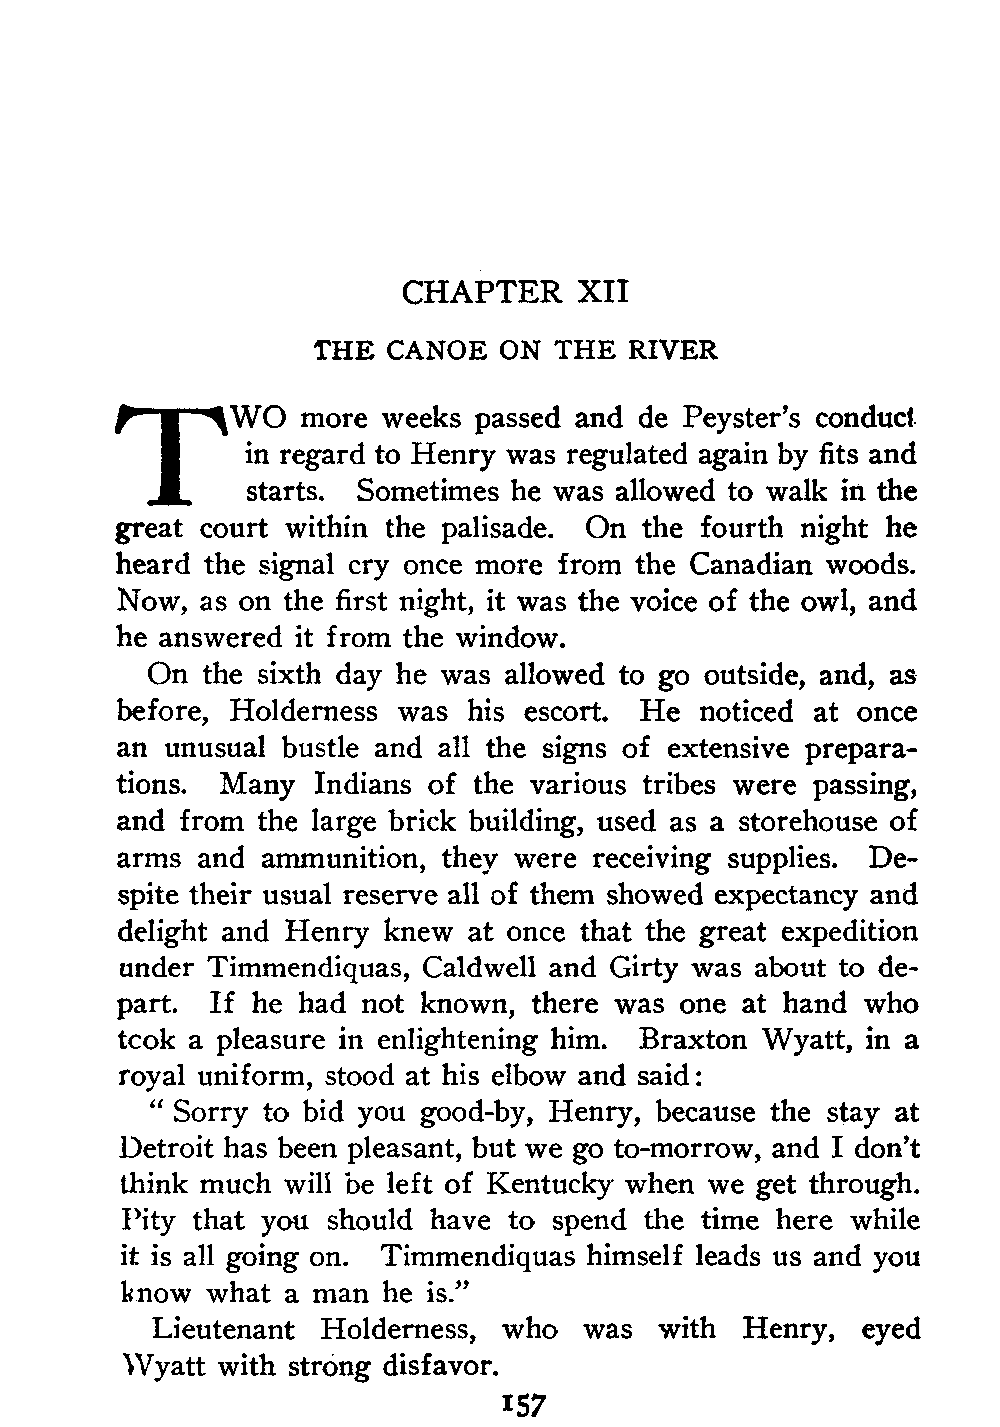 CHAPTER XII
THE CANOE ON THE RIVER
TWO more weeks passed and de Peyster's conduct
in regard to Henry was regulated again by fits and
starts. Sometimes he was allowed to walk in the
great court within the palisade. On the fourth night he
heard the signal cry once more from the Canadian woods.
Now, as on the first night, it was the voice of the owl, and
he answered it from the window.
On the sixth day he was allowed to go outside, and, as
before, Holderness was his escort. He noticed at once
an unusual bustle and all the signs of extensive prepara-
tions. Many Indians of the various tribes were passing,
and from the large brick building, used as a storehouse of
arms and ammunition, they were receiving supplies. De-
spite their usual reserve all of them showed expectancy and
delight and Henry knew at once that the great expedition
under Timmendiquas, Caldwell and Girty was about to de-
part. If he had not known, there was one at hand who
took a pleasure in enlightening him. Braxton Wyatt, in a
royal uniform, stood at his elbow and said:
" Sorry to bid you good-by, Henry, because the stay at
Detroit has been pleasant, but we go to-morrow, and I don't
think much will be left of Kentucky when we get through.
Pity that you should have to spend the time here while
it is all going on. Timmendiquas himself leads us and you
know what a man he is."
Lieutenant Holderness, who was with Henry, eyed
Wyatt with strong disfavor.
157